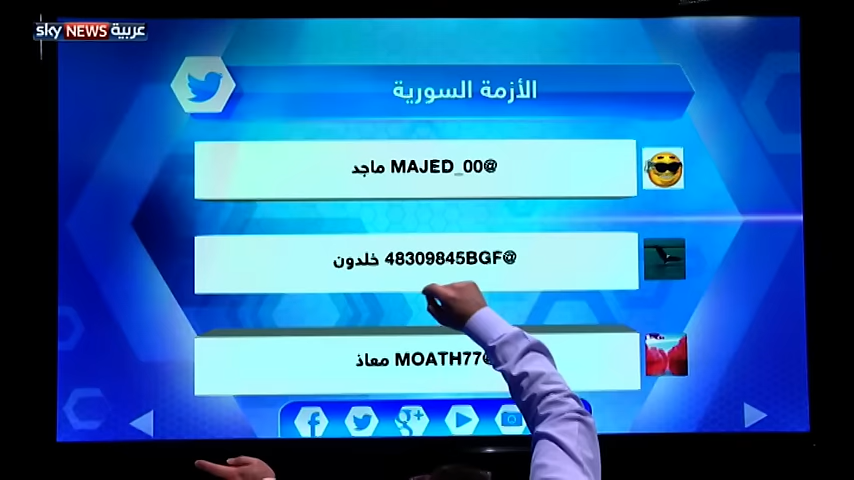 sky NEWS عربية
الأزمة السورية
@MAJED_00 ماجد
@48309845BGF خلدون
@MOATH77 معاذ